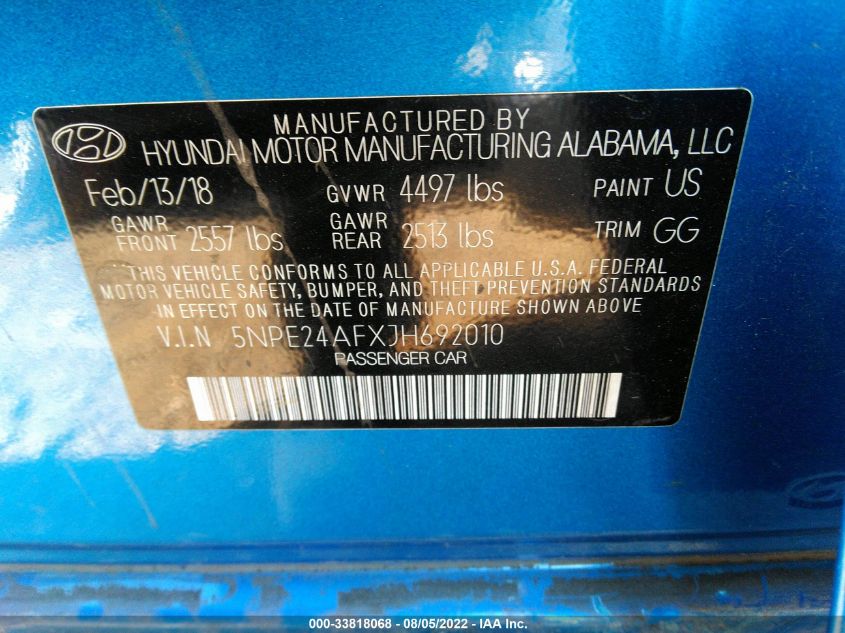 MANUFACTURED BY
HYUNDAI MOTOR MANUFACTURING ALABAMA, LLC
Feb/13/18 GVWR 4497 lbs PAINT US
GAWR FRONT 2557 lbs GAWR REAR 2513 lbs TRIM GG
THIS VEHICLE CONFORMS TO ALL APPLICABLE U.S.A. FEDERAL
MOTOR VEHICLE SAFETY, BUMPER, AND THEFT PREVENTION STANDARDS
IN EFFECT ON THE DATE OF MANUFACTURE SHOWN ABOVE
V.I.N 5NPE24AFXJH692010
PASSENGER CAR
000-33818068 - 08/05/2022 - IAA Inc.